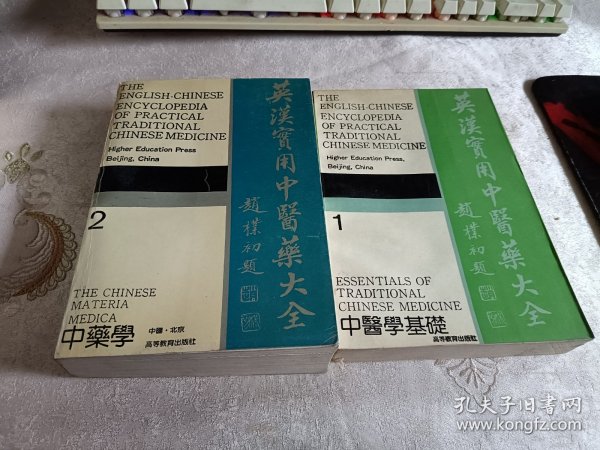 THE
ENGLISH-CHINESE
ENCYCLOPEDIA
OF PRACTICAL
TRADITIONAL
CHINESE MEDICINE
Higher Education Press
Beijing, China
2
THE CHINESE
MATERIA
MEDICA
中藥學
中國·北京
高等教育出版社
英漢實用中醫藥大全
趙樸初題
THE
ENGLISH-CHINESE
ENCYCLOPEDIA
OF PRACTICAL
TRADITIONAL
CHINESE MEDICINE
Higher Education Press,
Beijing, China
1
ESSENTIALS OF
TRADITIONAL
CHINESE MEDICINE
中醫學基礎
高等教育出版社
英漢實用中醫藥大全
趙樸初題
孔夫子旧书网
www.kongfz.com